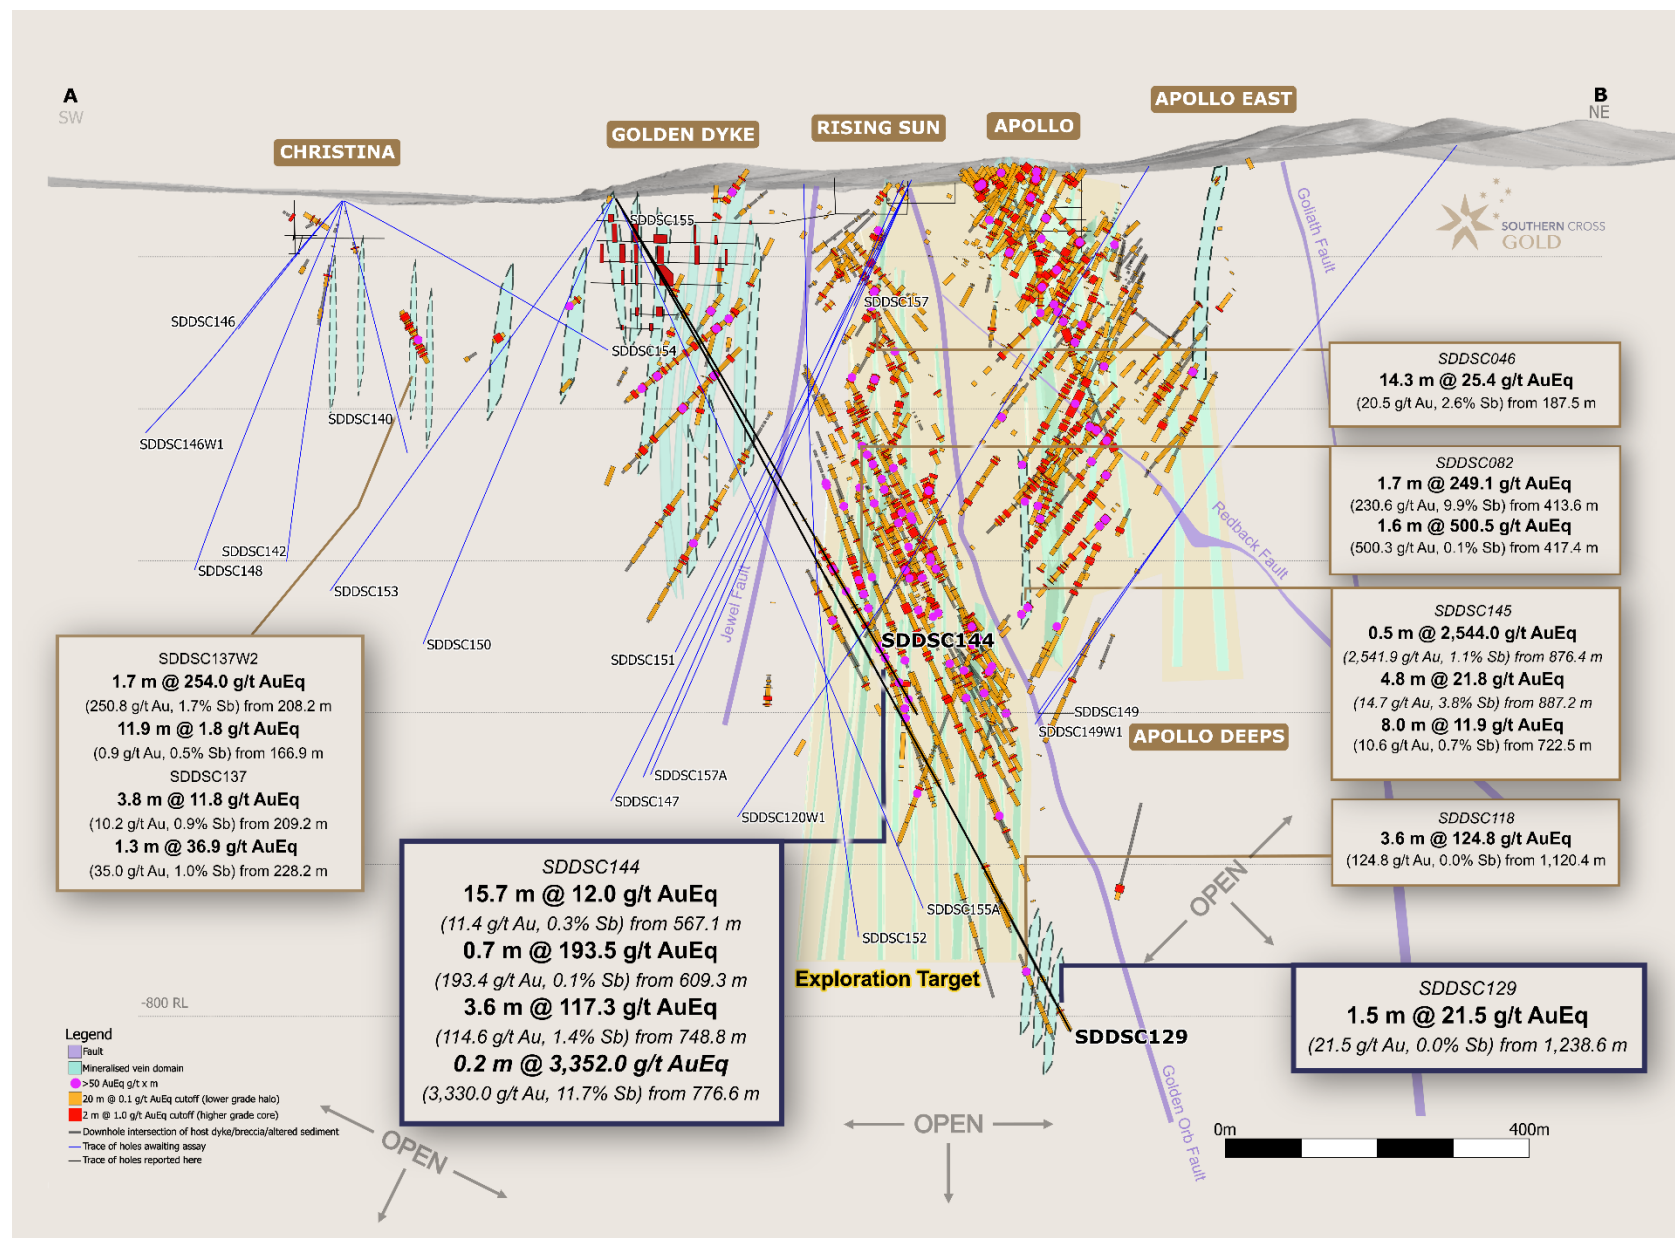 A
SW
B
NE
CHRISTINA
GOLDEN DYKE
RISING SUN
APOLLO
APOLLO EAST
Goliath Fault
SOUTHERN CROSS
GOLD
SDDSC155
SDDSC146
SDDSC157
SDDSC154
SDDSC140
SDDSC146W1
SDDSC142
SDDSC148
SDDSC153
SDDSC150
SDDSC151
Jewel Fault
Redback Fault
SDDSC144
SDDSC149
SDDSC149W1
APOLLO DEEPS
SDDSC157A
SDDSC147
SDDSC120W1
SDDSC155A
SDDSC152
Exploration Target
SDDSC129
Golden Orb Fault
SDDSC046
14.3 m @ 25.4 g/t AuEq
(20.5 g/t Au, 2.6% Sb) from 187.5 m
SDDSC082
1.7 m @ 249.1 g/t AuEq
(230.6 g/t Au, 9.9% Sb) from 413.6 m
1.6 m @ 500.5 g/t AuEq
(500.3 g/t Au, 0.1% Sb) from 417.4 m
SDDSC145
0.5 m @ 2,544.0 g/t AuEq
(2,541.9 g/t Au, 1.1% Sb) from 876.4 m
4.8 m @ 21.8 g/t AuEq
(14.7 g/t Au, 3.8% Sb) from 887.2 m
8.0 m @ 11.9 g/t AuEq
(10.6 g/t Au, 0.7% Sb) from 722.5 m
SDDSC118
3.6 m @ 124.8 g/t AuEq
(124.8 g/t Au, 0.0% Sb) from 1,120.4 m
SDDSC137W2
1.7 m @ 254.0 g/t AuEq
(250.8 g/t Au, 1.7% Sb) from 208.2 m
11.9 m @ 1.8 g/t AuEq
(0.9 g/t Au, 0.5% Sb) from 166.9 m
SDDSC137
3.8 m @ 11.8 g/t AuEq
(10.2 g/t Au, 0.9% Sb) from 209.2 m
1.3 m @ 36.9 g/t AuEq
(35.0 g/t Au, 1.0% Sb) from 228.2 m
SDDSC144
15.7 m @ 12.0 g/t AuEq
(11.4 g/t Au, 0.3% Sb) from 567.1 m
0.7 m @ 193.5 g/t AuEq
(193.4 g/t Au, 0.1% Sb) from 609.3 m
3.6 m @ 117.3 g/t AuEq
(114.6 g/t Au, 1.4% Sb) from 748.8 m
0.2 m @ 3,352.0 g/t AuEq
(3,330.0 g/t Au, 11.7% Sb) from 776.6 m
SDDSC129
1.5 m @ 21.5 g/t AuEq
(21.5 g/t Au, 0.0% Sb) from 1,238.6 m
OPEN
OPEN
OPEN
-800 RL
Legend
Fault
Mineralised vein domain
>50 AuEq g/t x m
20 m @ 0.1 g/t AuEq cutoff (lower grade halo)
2 m @ 1.0 g/t AuEq cutoff (higher grade core)
Downhole intersection of host dyke/breccia/altered sediment
Trace of holes awaiting assay
Trace of holes reported here
0m
400m